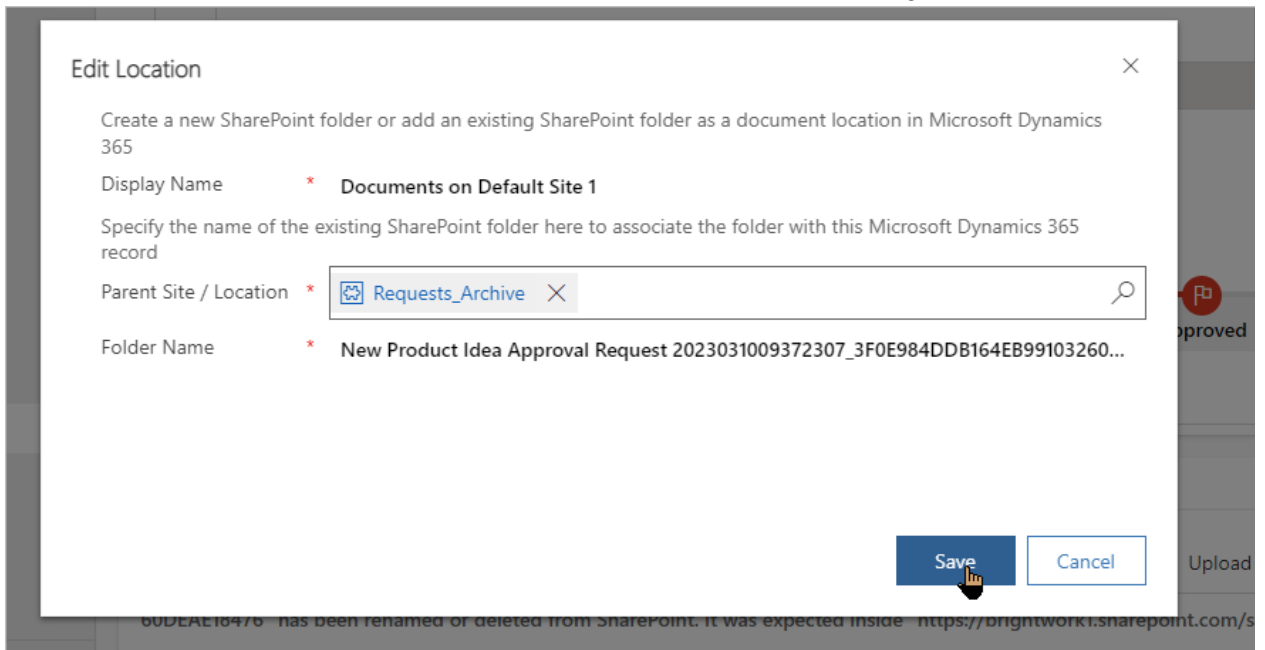 Edit Location
Create a new SharePoint folder or add an existing SharePoint folder as a document location in Microsoft Dynamics
365
Display Name * Documents on Default Site 1
Specify the name of the existing SharePoint folder here to associate the folder with this Microsoft Dynamics 365
record
Parent Site / Location * Requests_Archive
Folder Name * New Product Idea Approval Request 2023031009372307_3F0E984DDB164EB99103260...
pproved
Save Cancel
Upload
60DEAE18476" has been renamed or deleted from SharePoint. It was expected inside "https://brightwork1.sharepoint.com/s